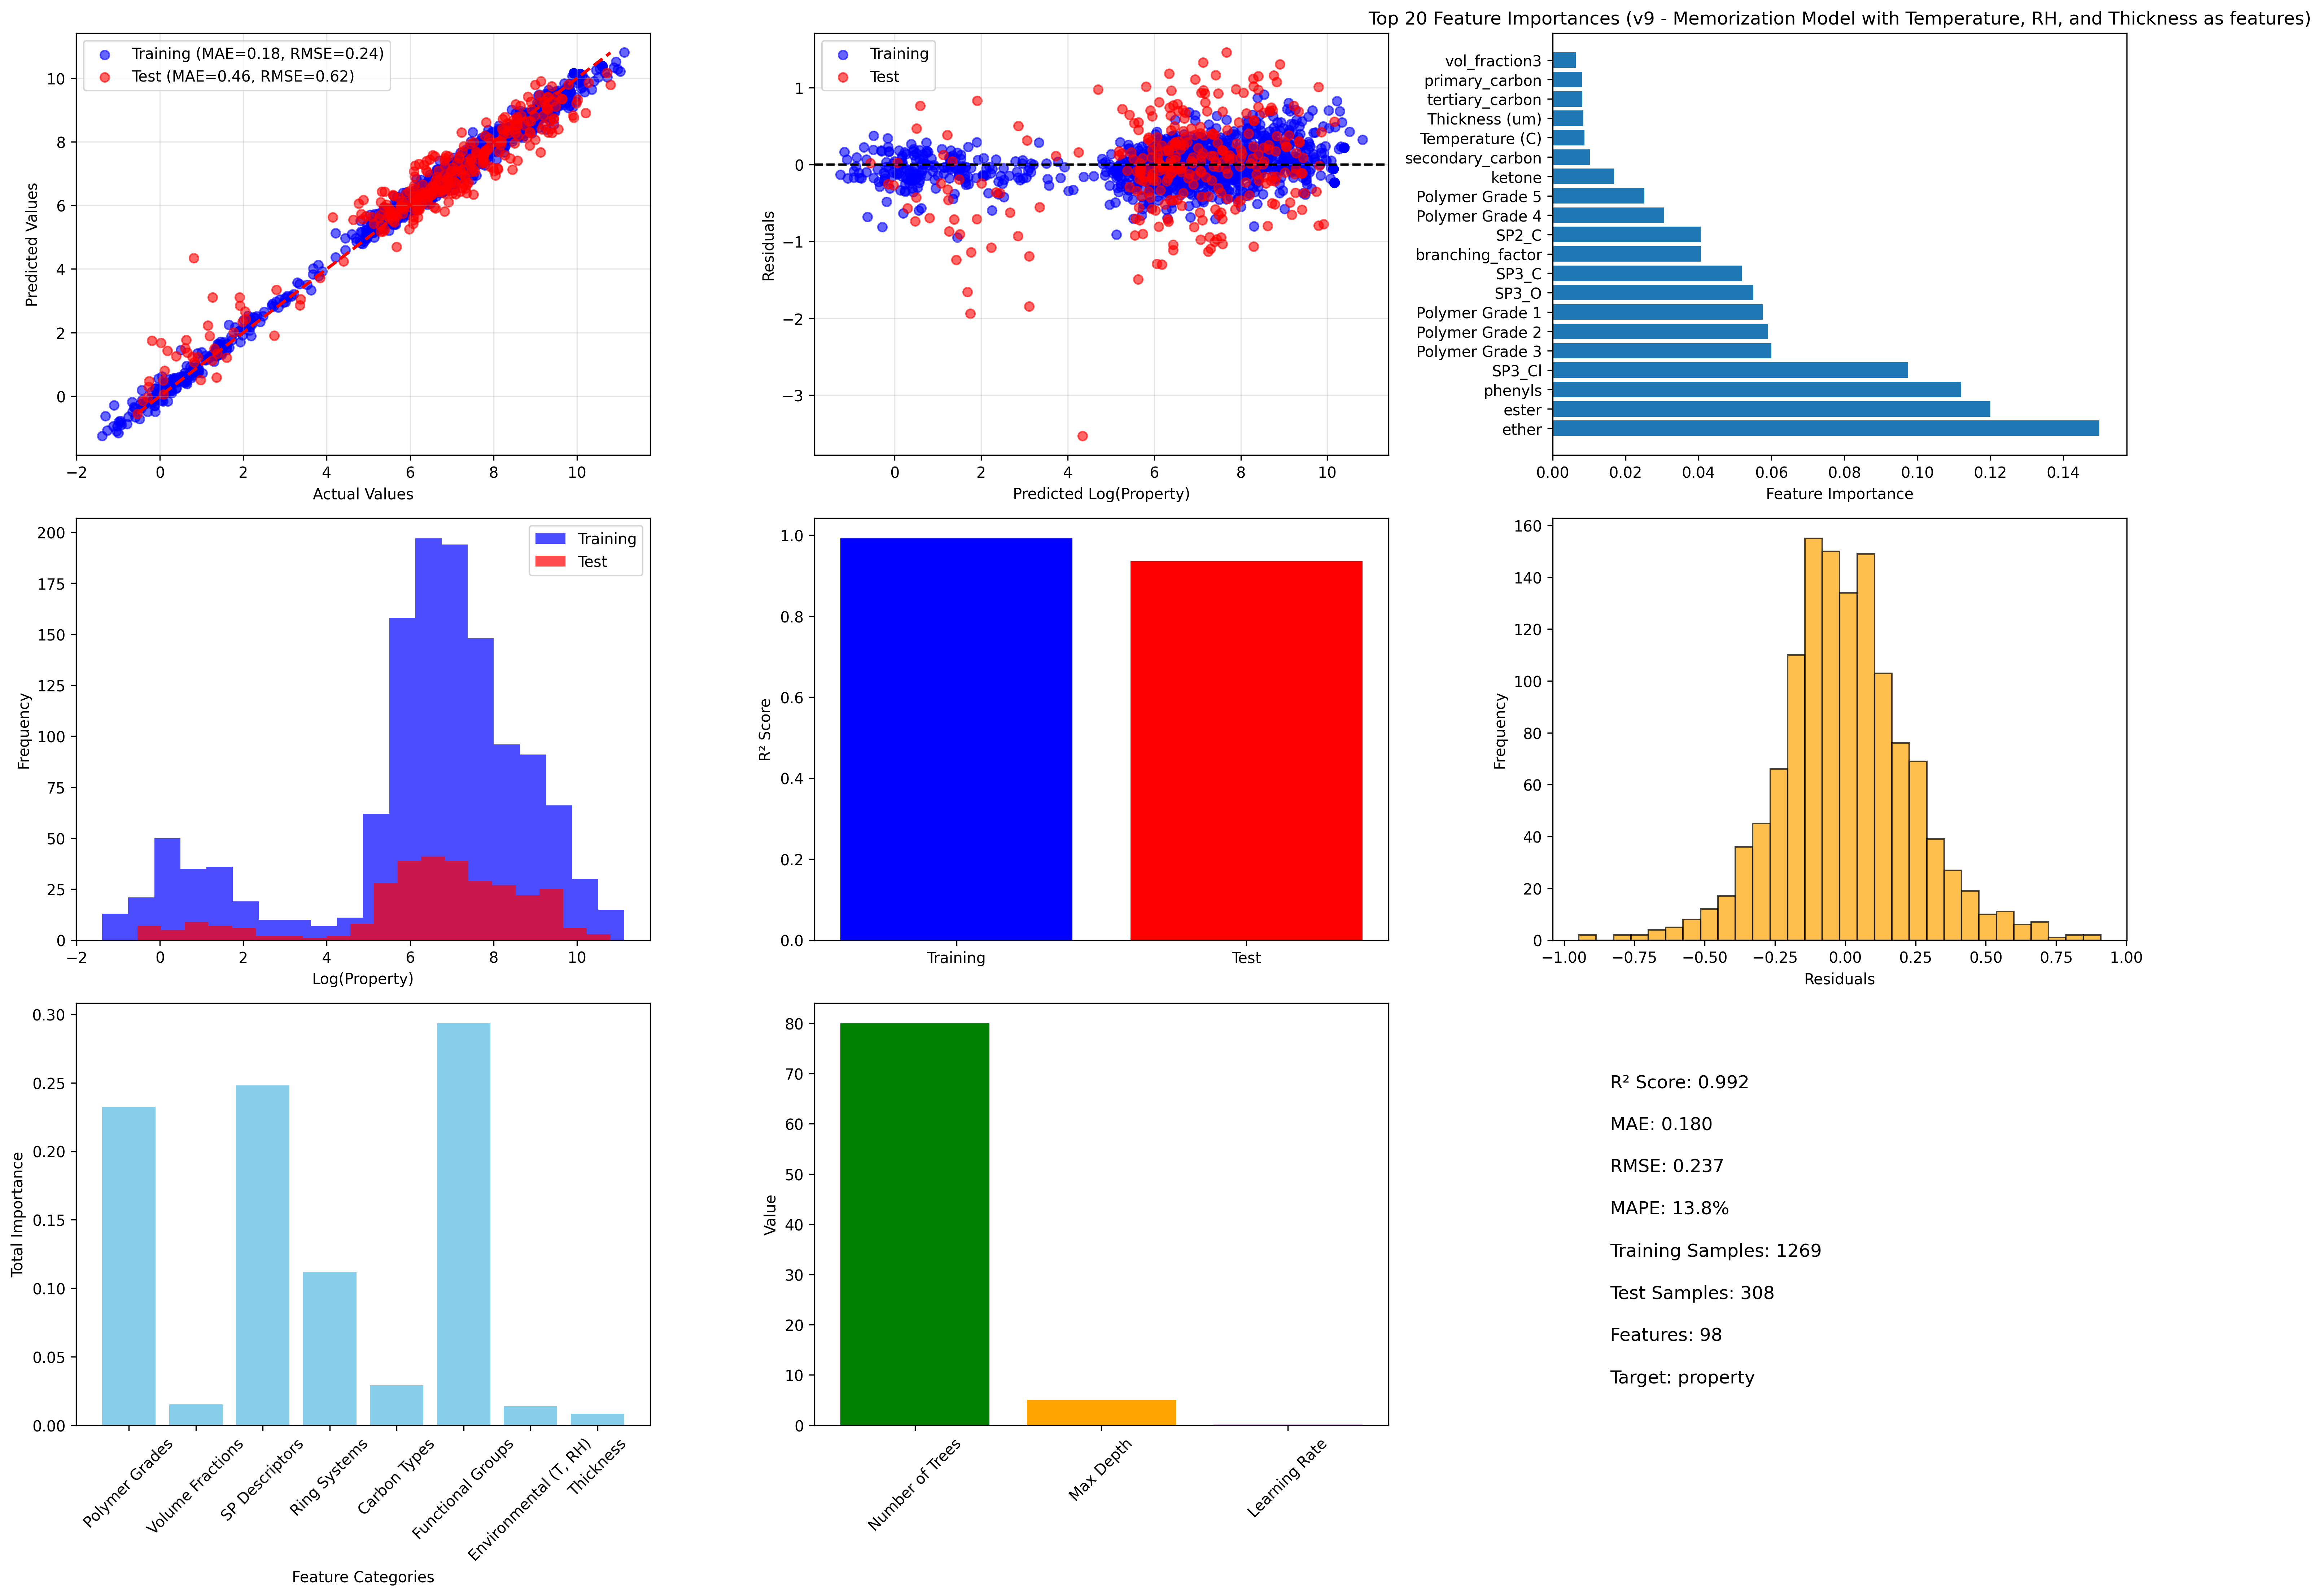 Top 20 Feature Importances (v9 - Memorization Model with Temperature, RH, and Thickness as features)
Training (MAE=0.18, RMSE=0.24)
Test (MAE=0.46, RMSE=0.62)
Predicted Values
10
8
6
4
2
0
−2 0 2 4 6 8 10
Actual Values
Training
Test
Residuals
1
0
−1
−2
−3
0 2 4 6 8 10
Predicted Log(Property)
vol_fraction3
primary_carbon
tertiary_carbon
Thickness (um)
Temperature (C)
secondary_carbon
ketone
Polymer Grade 5
Polymer Grade 4
SP2_C
branching_factor
SP3_C
SP3_O
Polymer Grade 1
Polymer Grade 2
Polymer Grade 3
SP3_Cl
phenyls
ester
ether
0.00 0.02 0.04 0.06 0.08 0.10 0.12 0.14
Feature Importance
Training
Test
Frequency
200
175
150
125
100
75
50
25
0
−2 0 2 4 6 8 10
Log(Property)
R² Score
1.0
0.8
0.6
0.4
0.2
0.0
Training Test
Frequency
160
140
120
100
80
60
40
20
0
−1.00 −0.75 −0.50 −0.25 0.00 0.25 0.50 0.75 1.00
Residuals
Total Importance
0.30
0.25
0.20
0.15
0.10
0.05
0.00
Polymer Grades
Volume Fractions
SP Descriptors
Ring Systems
Carbon Types
Functional Groups
Environmental (T, RH)
Thickness
Feature Categories
Value
80
70
60
50
40
30
20
10
0
Number of Trees
Max Depth
Learning Rate
R² Score: 0.992
MAE: 0.180
RMSE: 0.237
MAPE: 13.8%
Training Samples: 1269
Test Samples: 308
Features: 98
Target: property